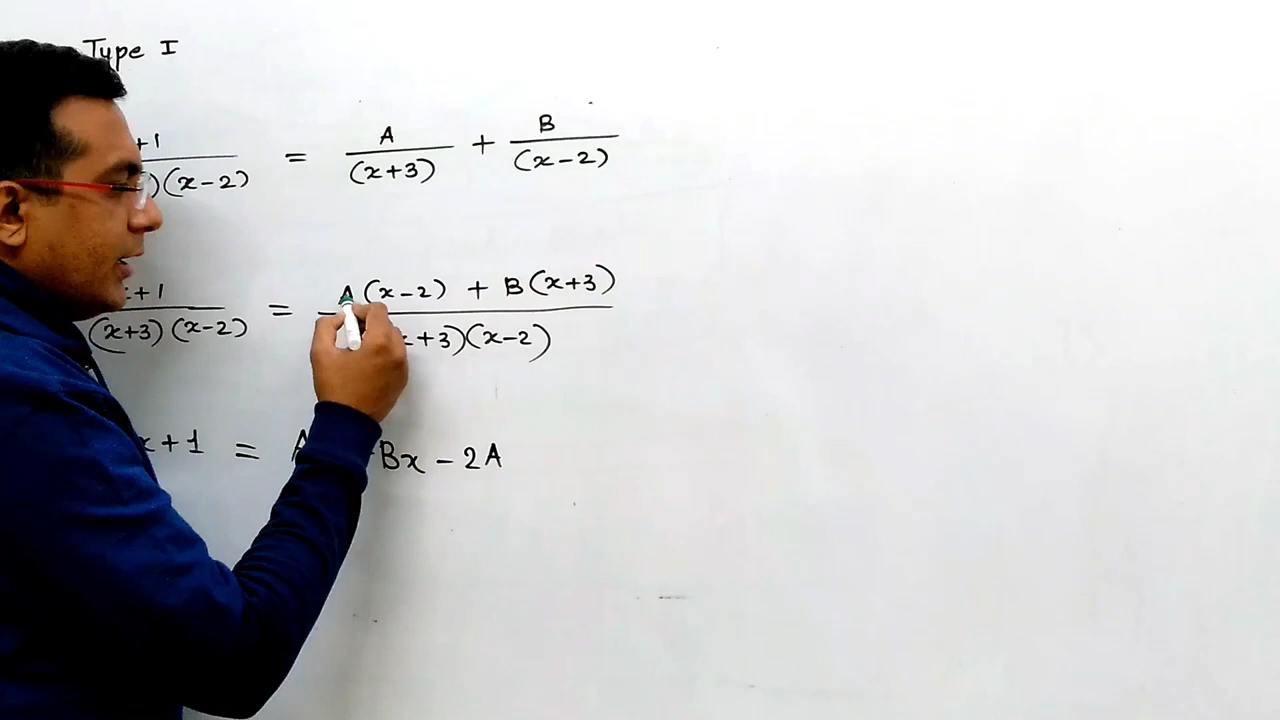 Type I
+1 A B
)(x-2) = (x+3) + (x-2)
x+1 A(x-2) + B(x+3)
(x+3)(x-2) = x+3)(x-2)
x+1 = A Bx - 2A